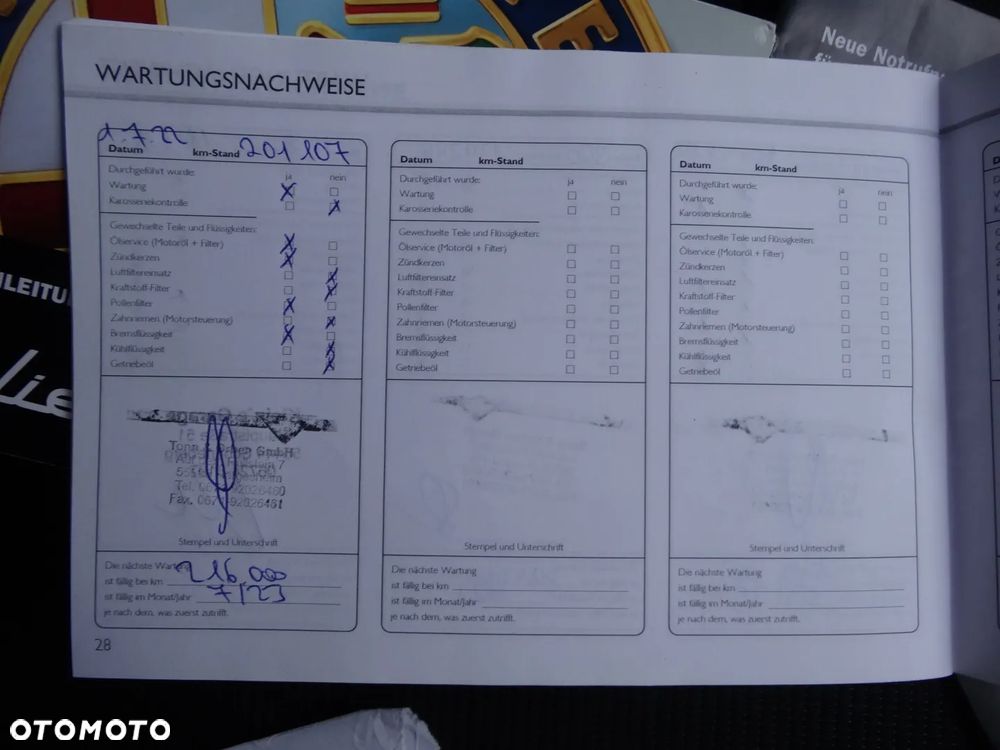 Neue Notrufnu
fü
WARTUNGSNACHWEISE
1.7.22
201 107
Datum km-Stand
Durchgeführt wurde:
ja nein
Wartung
Karosseriekontrolle
Gewechselte Teile und Flüssigkeiten:
Ölservice (Motoröl + Filter)
Zündkerzen
Luftfiltereinsatz
Kraftstoff-Filter
Pollenfilter
Zahnriemen (Motorsteuerung)
Bremsflüssigkeit
Kühlflüssigkeit
Getriebeöl
GmbH
Tel.
Fax. 0671-92026461
Stempel und Unterschrift
Die nächste Wartung
216.000
ist fällig bei km
7/23
ist fällig im Monat/Jahr
je nach dem, was zuerst zutrifft.
Datum km-Stand
Durchgeführt wurde:
ja nein
Wartung
Karosseriekontrolle
Gewechselte Teile und Flüssigkeiten:
Ölservice (Motoröl + Filter)
Zündkerzen
Luftfiltereinsatz
Kraftstoff-Filter
Pollenfilter
Zahnriemen (Motorsteuerung)
Bremsflüssigkeit
Kühlflüssigkeit
Getriebeöl
Stempel und Unterschrift
Die nächste Wartung
ist fällig bei km
ist fällig im Monat/Jahr
je nach dem, was zuerst zutrifft.
Datum km-Stand
Durchgeführt wurde:
ja nein
Wartung
Karosseriekontrolle
Gewechselte Teile und Flüssigkeiten:
Ölservice (Motoröl + Filter)
Zündkerzen
Luftfiltereinsatz
Kraftstoff-Filter
Pollenfilter
Zahnriemen (Motorsteuerung)
Bremsflüssigkeit
Kühlflüssigkeit
Getriebeöl
Stempel und Unterschrift
Die nächste Wartung
ist fällig bei km
ist fällig im Monat/Jahr
je nach dem, was zuerst zutrifft.
28
OTOMOTO